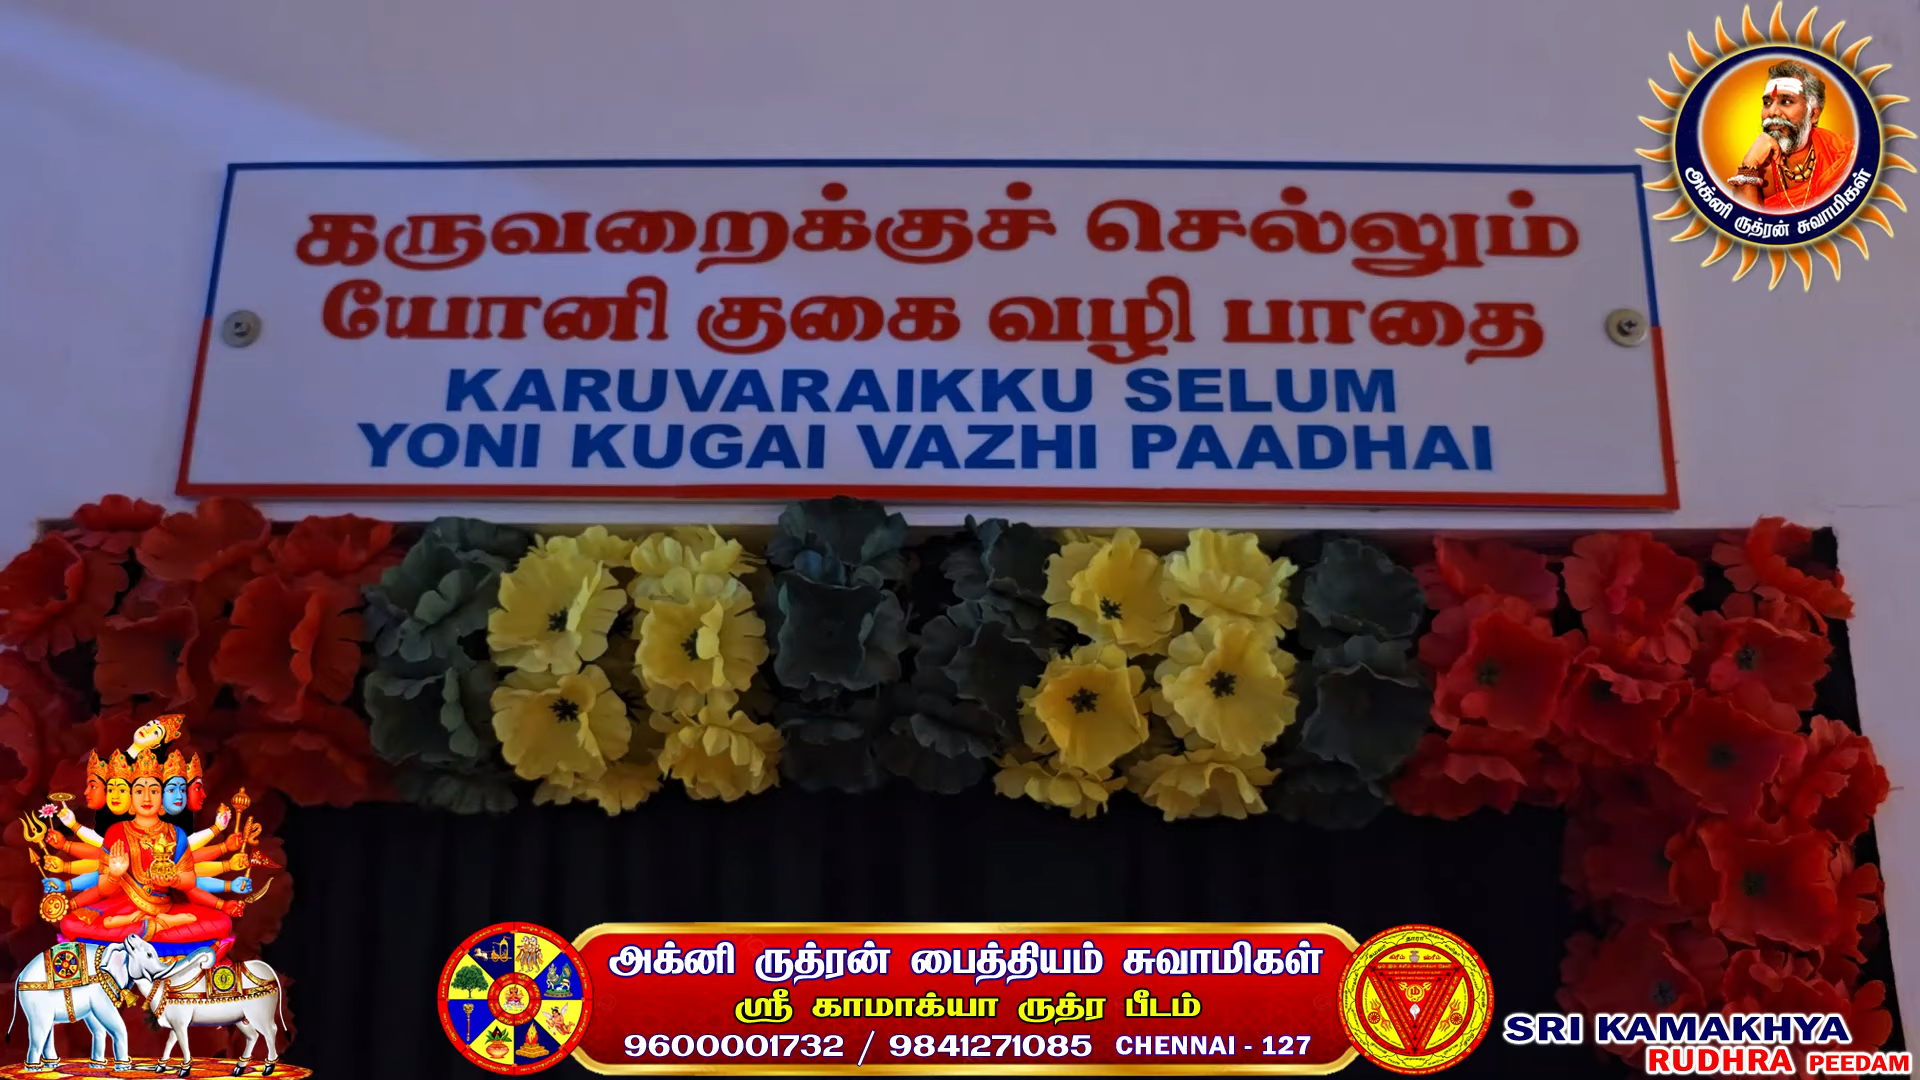 கருவறைக்குச் செல்லும்
யோனி குகை வழி பாதை
KARUVARAIKKU SELUM
YONI KUGAI VAZHI PAADHAI
அக்னி ருத்ரன் சுவாமிகள்
அக்னி ருத்ரன் பைத்தியம் சுவாமிகள்
ஸ்ரீ காமாக்யா ருத்ர பீடம்
9600001732 / 9841271085 CHENNAI - 127
SRI KAMAKHYA
RUDHRA PEEDAM